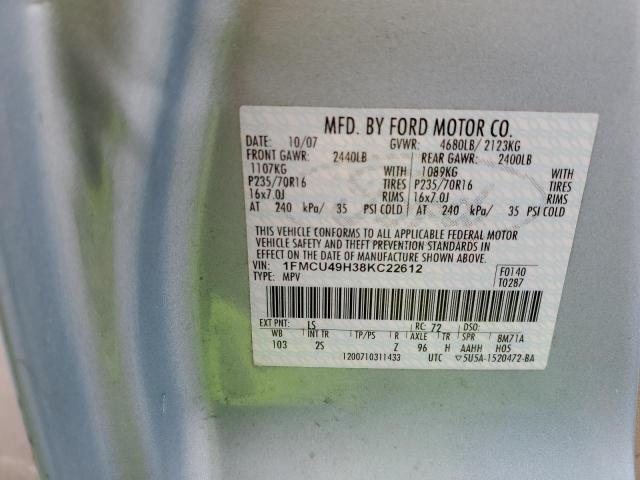 MFD. BY FORD MOTOR CO.
DATE: 10/07 GVWR: 4680LB/ 2123KG
FRONT GAWR: 2440LB REAR GAWR: 2400LB
1107KG WITH 1089KG WITH
P235/70R16 TIRES P235/70R16 TIRES
16x7.0J RIMS 16x7.0J RIMS
AT 240 kPa/ 35 PSI COLD AT 240 kPa/ 35 PSI COLD
THIS VEHICLE CONFORMS TO ALL APPLICABLE FEDERAL MOTOR
VEHICLE SAFETY AND THEFT PREVENTION STANDARDS IN
EFFECT ON THE DATE OF MANUFACTURE SHOWN ABOVE.
VIN: 1FMCU49H38KC22612 F0140
TYPE: MPV T0287
EXT PNT: LS RC: 72 DSO:
WB INT TR TP/PS R AXLE TR SPR BM71A
103 2S Z 96 H AAHH H05
1200710311433 UTC ▽5U5A-1520472-BA